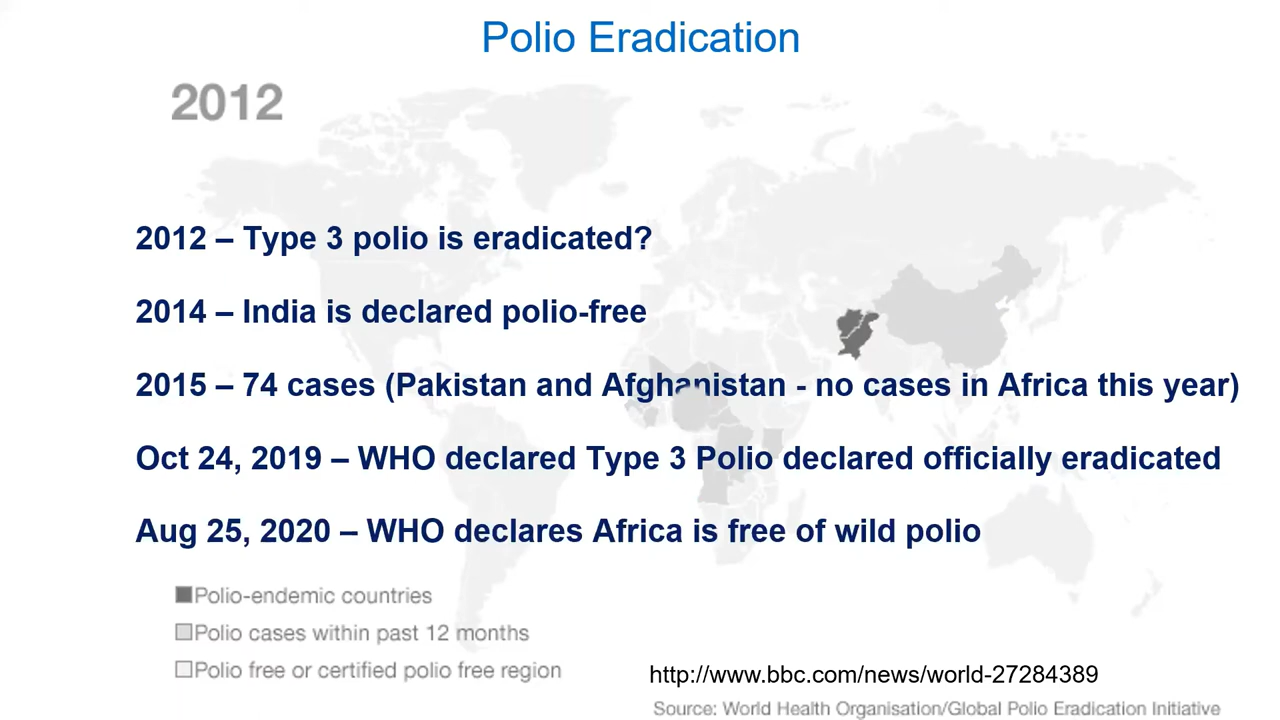 Polio Eradication
2012
2012 – Type 3 polio is eradicated?
2014 – India is declared polio-free
2015 – 74 cases (Pakistan and Afghanistan - no cases in Africa this year)
Oct 24, 2019 – WHO declared Type 3 Polio declared officially eradicated
Aug 25, 2020 – WHO declares Africa is free of wild polio
Polio-endemic countries
Polio cases within past 12 months
Polio free or certified polio free region
http://www.bbc.com/news/world-27284389
Source: World Health Organisation/Global Polio Eradication Initiative